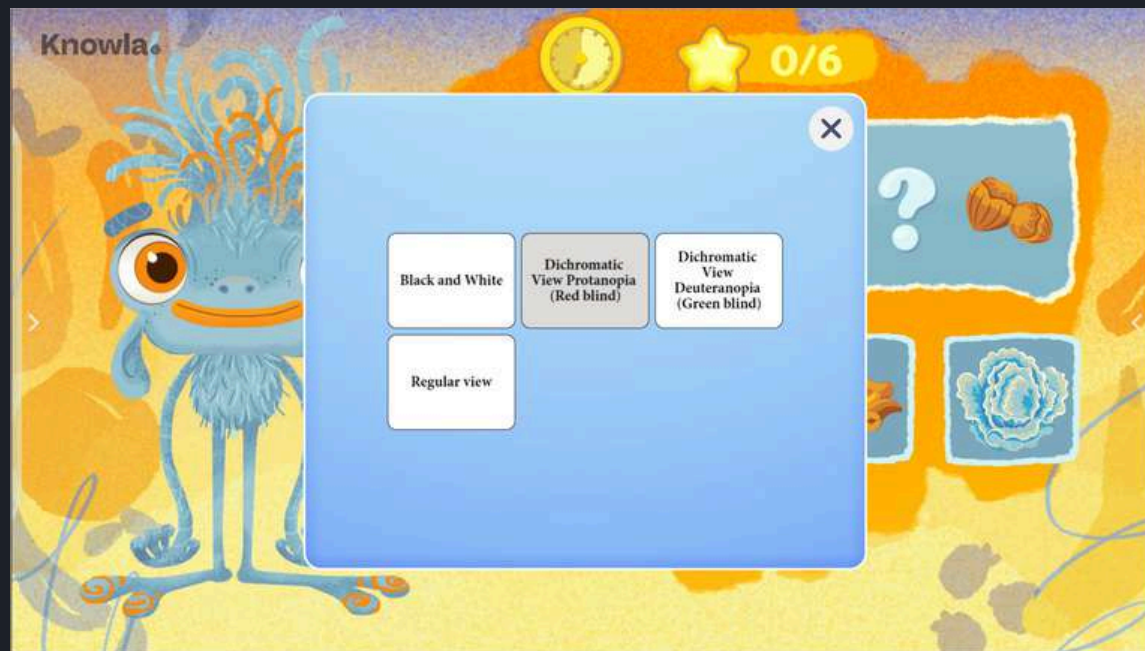 Knowla.
0/6
?
Black and White
Dichromatic
View Protanopia
(Red blind)
Dichromatic
View
Deuteranopia
(Green blind)
Regular view